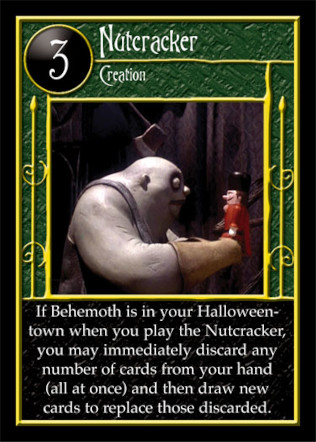 3
Nutcracker
Creation
If Behemoth is in your Halloween-
town when you play the Nutcracker,
you may immediately discard any
number of cards from your hand
(all at once) and then draw new
cards to replace those discarded.